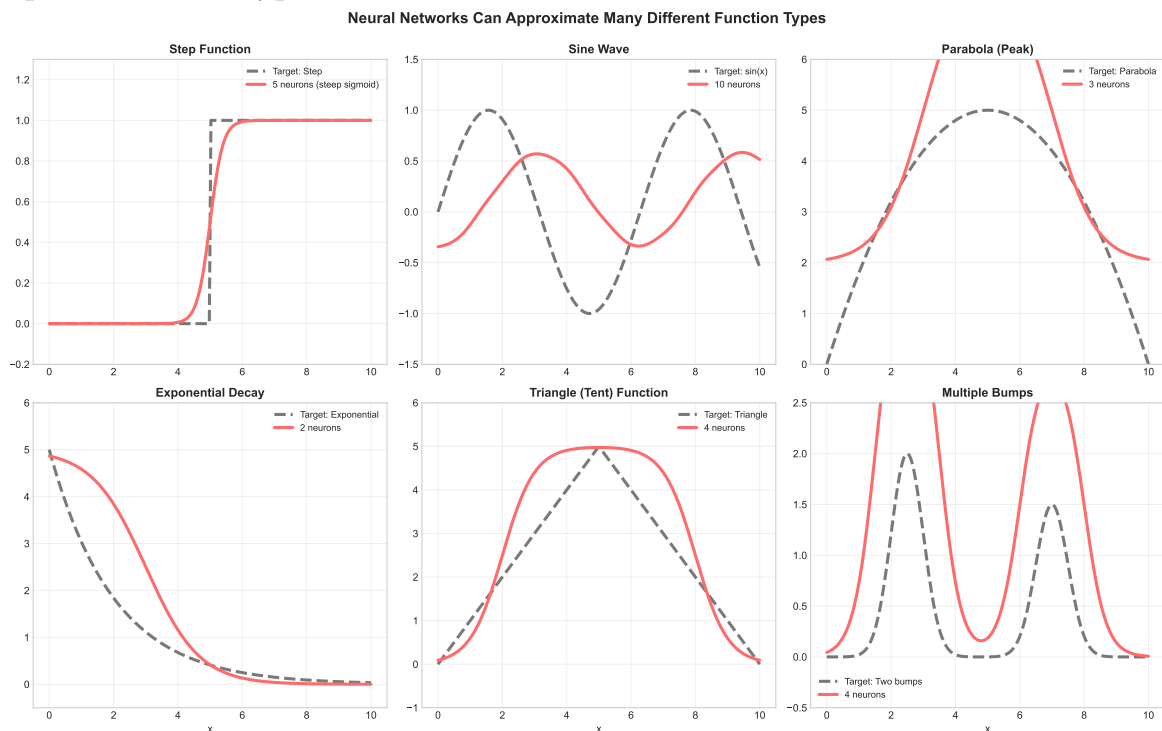 Neural Networks Can Approximate Many Different Function Types
Step Function
Target: Step
5 neurons (steep sigmoid)
1.2
1.0
0.8
0.6
0.4
0.2
0.0
−0.2
0 2 4 6 8 10
Sine Wave
Target: sin(x)
10 neurons
1.5
1.0
0.5
0.0
−0.5
−1.0
−1.5
0 2 4 6 8 10
Parabola (Peak)
Target: Parabola
3 neurons
6
5
4
3
2
1
0
0 2 4 6 8 10
Exponential Decay
Target: Exponential
2 neurons
6
5
4
3
2
1
0
0 2 4 6 8 10
x
Triangle (Tent) Function
Target: Triangle
4 neurons
6
5
4
3
2
1
0
−1
0 2 4 6 8 10
x
Multiple Bumps
2.5
2.0
1.5
1.0
0.5
0.0
−0.5
Target: Two bumps
4 neurons
0 2 4 6 8 10
x